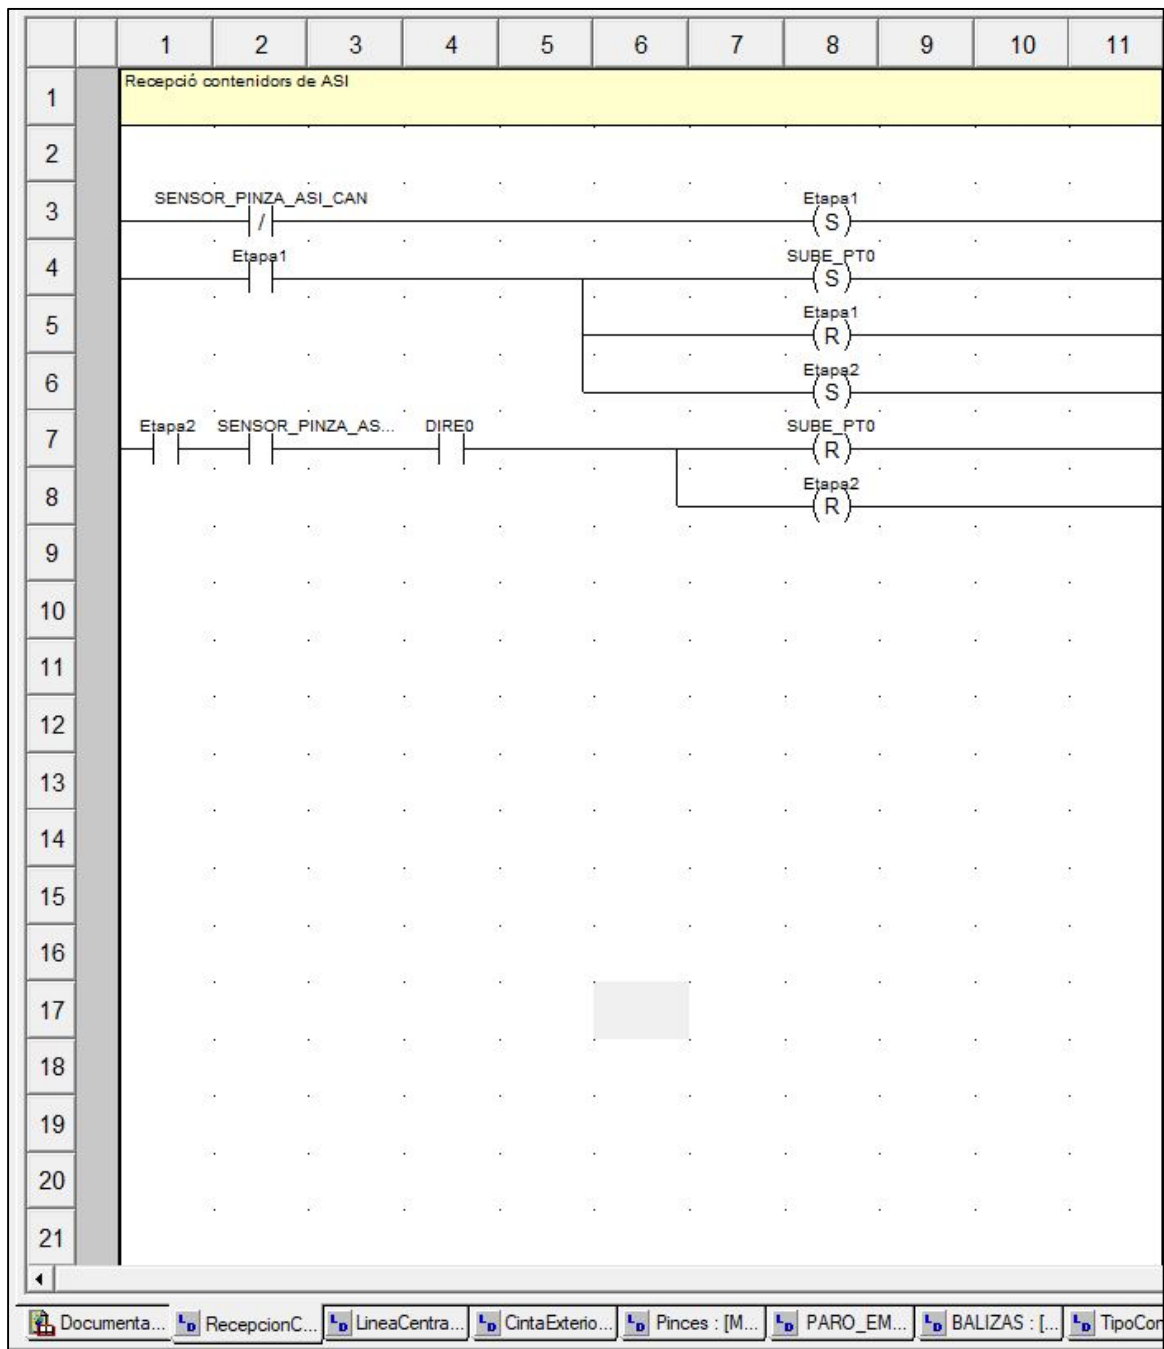 1 2 3 4 5 6 7 8 9 10 11
1 Recepció contenidors de ASI
2
SENSOR_PINZA_ASI_CAN Etapa1
3 / S
Etapa1 SUBE_PT0
4 S
Etapa1
5 R
Etapa2
6 S
Etapa2 SENSOR_PINZA_AS... DIRE0 SUBE_PT0
7 R
Etapa2
8 R
9
10
11
12
13
14
15
16
17
18
19
20
21
Documenta... RecepcionC... LineaCentra... CintaExterio... Pinces : [M... PARO_EM... BALIZAS : [... TipoCon